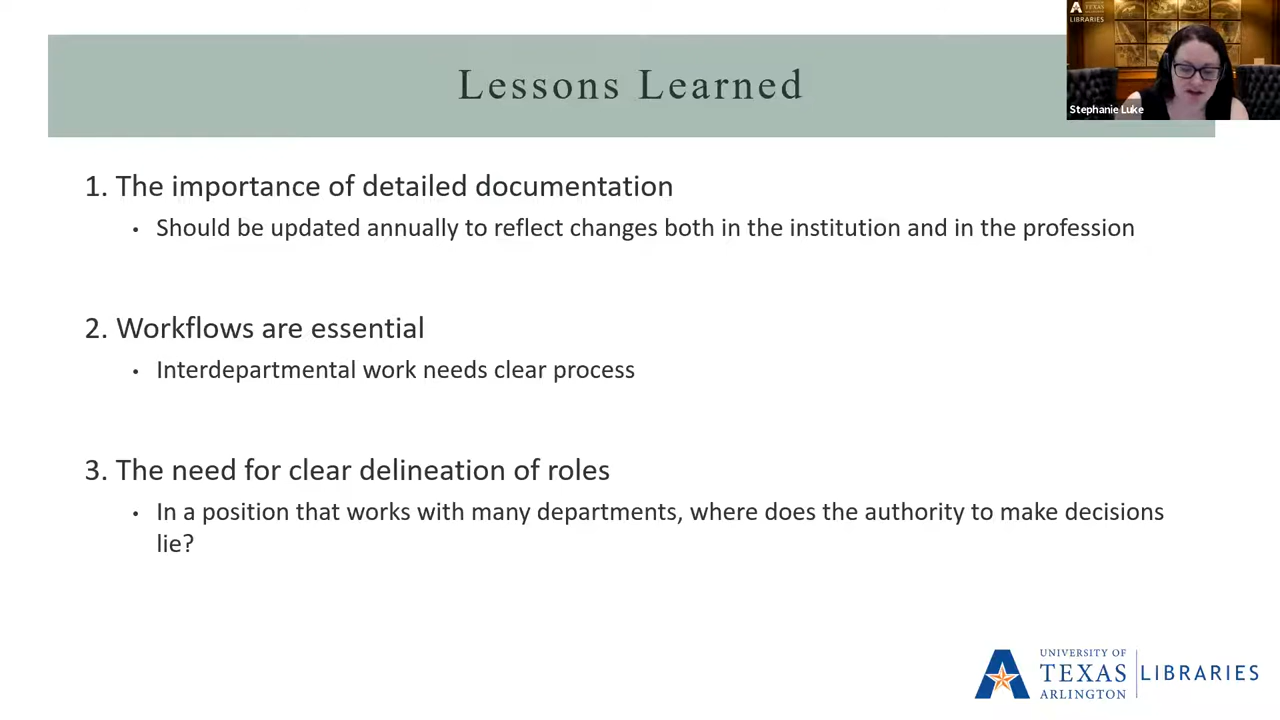 Lessons Learned
TEXAS
LIBRARIES
Stephanie Luke
1. The importance of detailed documentation
• Should be updated annually to reflect changes both in the institution and in the profession
2. Workflows are essential
• Interdepartmental work needs clear process
3. The need for clear delineation of roles
• In a position that works with many departments, where does the authority to make decisions
lie?
UNIVERSITY OF
TEXAS
ARLINGTON
LIBRARIES